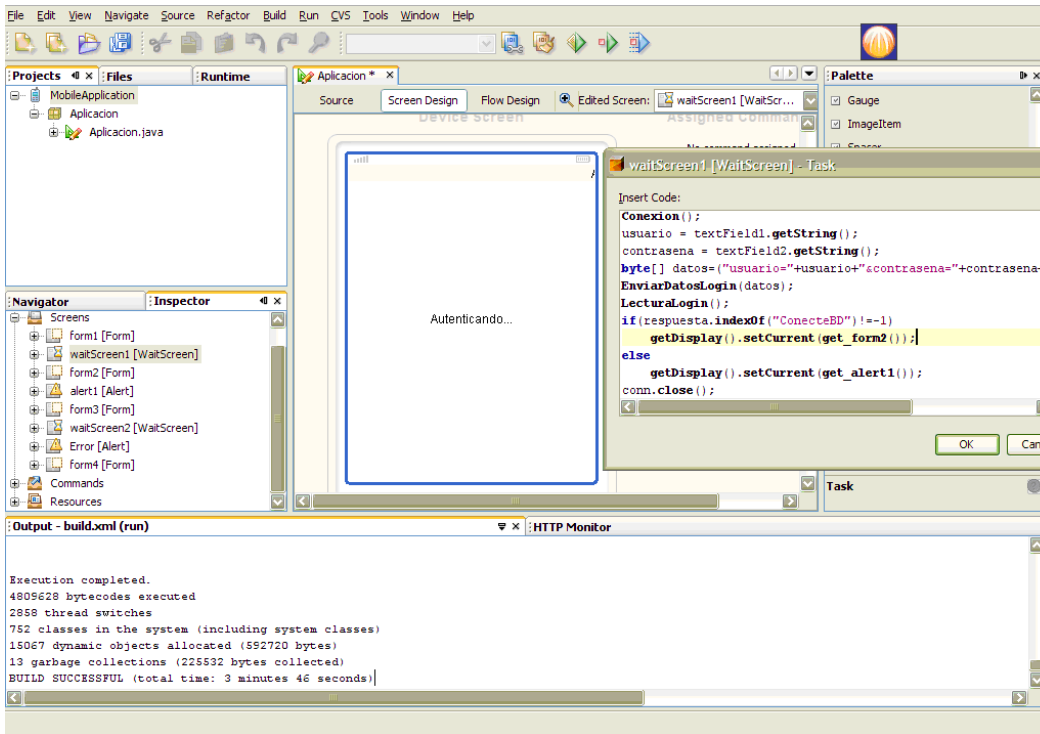 File Edit View Navigate Source Refactor Build Run CVS Tools Window Help
Projects Files Runtime
MobileApplication
Aplicacion
Aplicacion.java
Aplicacion *
Source Screen Design Flow Design Edited Screen: waitScreen1 [WaitScr...
Device Screen Assigned Comman
No command assigned
Autenticando...
Palette
Gauge
ImageItem
Spacer
waitScreen1 [WaitScreen] - Task
Insert Code:
Conexion();
usuario = textField1.getString();
contrasena = textField2.getString();
byte[] datos=("usuario="+usuario+"&contrasena="+contrasena+
EnviarDatosLogin(datos);
LecturaLogin();
if(respuesta.indexOf("ConecteBD")!=-1)
getDisplay().setCurrent(get_form2());
else
getDisplay().setCurrent(get_alert1());
conn.close();
OK Can
Task
Navigator Inspector
Screens
form1 [Form]
waitScreen1 [WaitScreen]
form2 [Form]
alert1 [Alert]
form3 [Form]
waitScreen2 [WaitScreen]
Error [Alert]
form4 [Form]
Commands
Resources
Output - build.xml (run) HTTP Monitor
Execution completed.
4809628 bytecodes executed
2858 thread switches
752 classes in the system (including system classes)
15067 dynamic objects allocated (592720 bytes)
13 garbage collections (225532 bytes collected)
BUILD SUCCESSFUL (total time: 3 minutes 46 seconds)